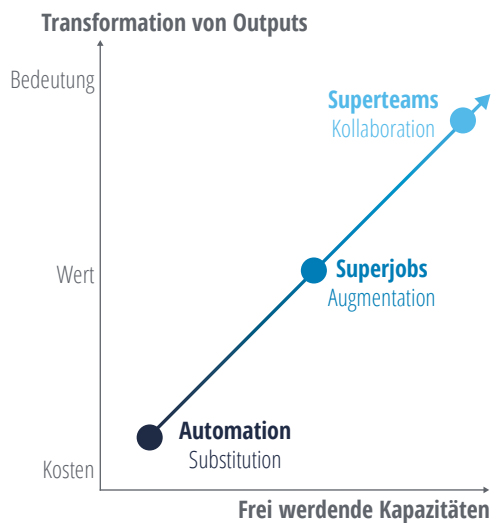 Transformation von Outputs
Bedeutung
Superteams
Kollaboration
Wert
Superjobs
Augmentation
Automation
Substitution
Kosten
Frei werdende Kapazitäten